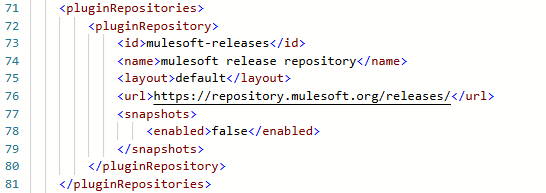 71 <pluginRepositories>
72 <pluginRepository>
73 <id>mulesoft-releases</id>
74 <name>mulesoft release repository</name>
75 <layout>default</layout>
76 <url>https://repository.mulesoft.org/releases/</url>
77 <snapshots>
78 <enabled>false</enabled>
79 </snapshots>
80 </pluginRepository>
81 </pluginRepositories>